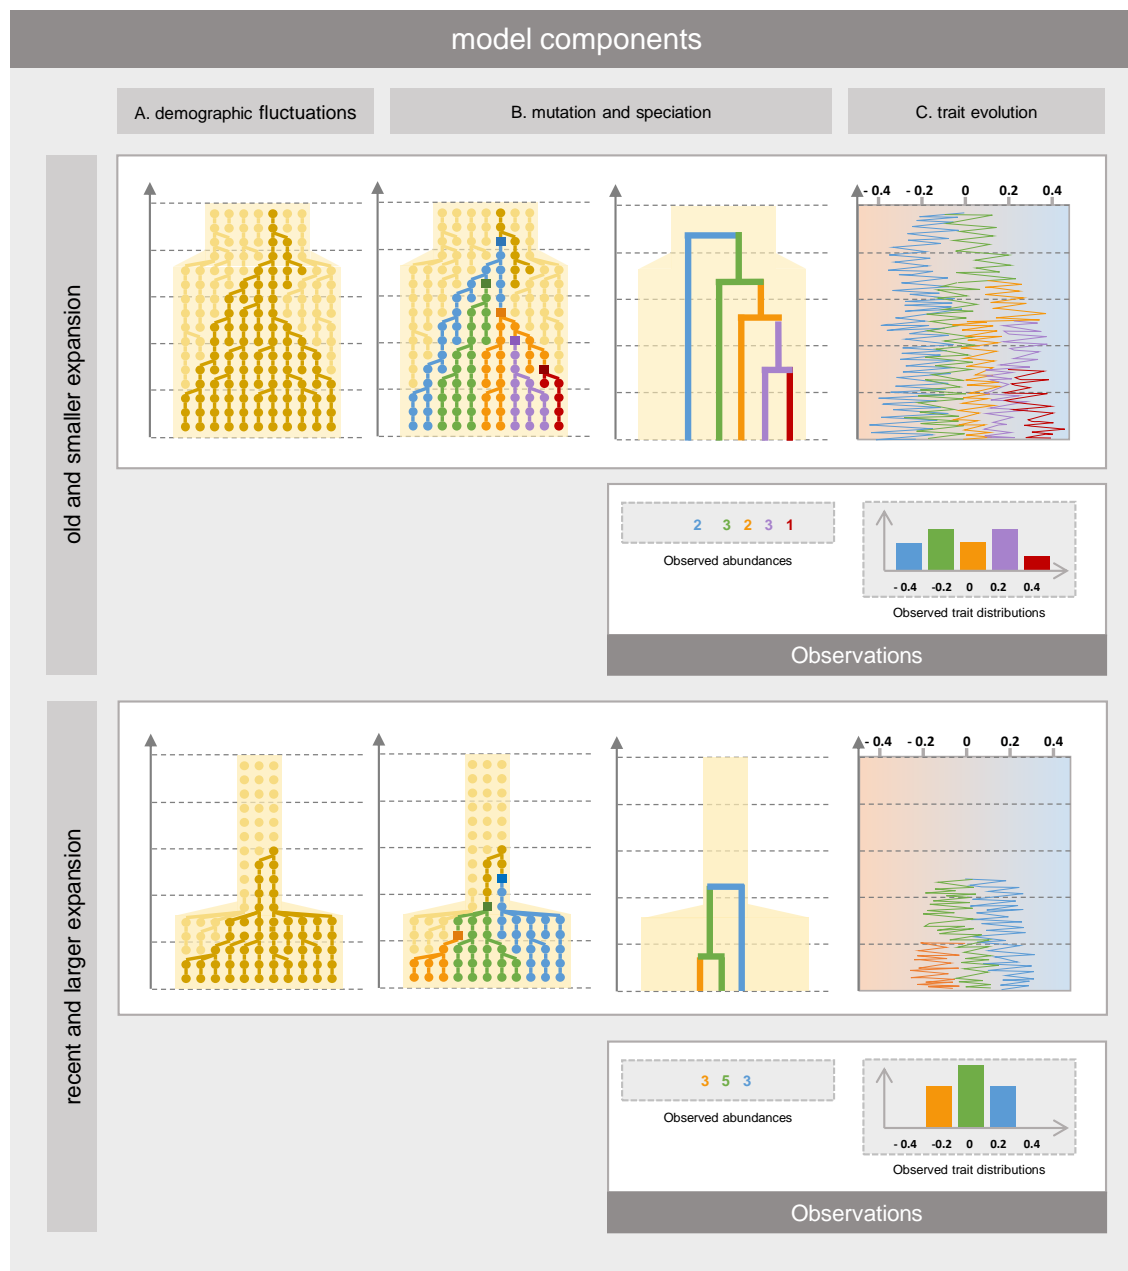 model components
A. demographic fluctuations
B. mutation and speciation
C. trait evolution
old and smaller expansion
- 0.4 - 0.2 0 0.2 0.4
2 3 2 3 1
Observed abundances
- 0.4 -0.2 0 0.2 0.4
Observed trait distributions
Observations
recent and larger expansion
- 0.4 - 0.2 0 0.2 0.4
3 5 3
Observed abundances
- 0.4 -0.2 0 0.2 0.4
Observed trait distributions
Observations